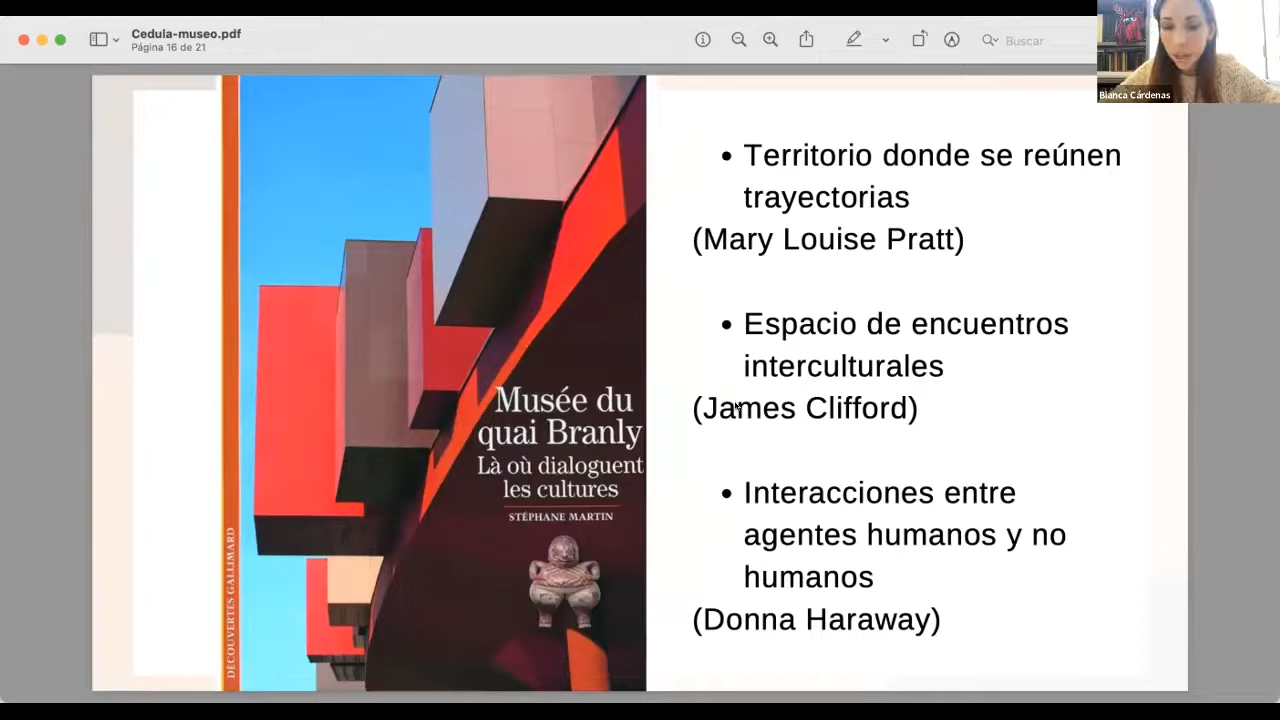 Cedula-museo.pdf
Página 16 de 21
Buscar
Bianca Cárdenas
DÉCOUVERTES GALLIMARD
Musée du
quai Branly
Là où dialoguent
les cultures
STÉPHANE MARTIN
• Territorio donde se reúnen
trayectorias
(Mary Louise Pratt)
• Espacio de encuentros
interculturales
(James Clifford)
• Interacciones entre
agentes humanos y no
humanos
(Donna Haraway)